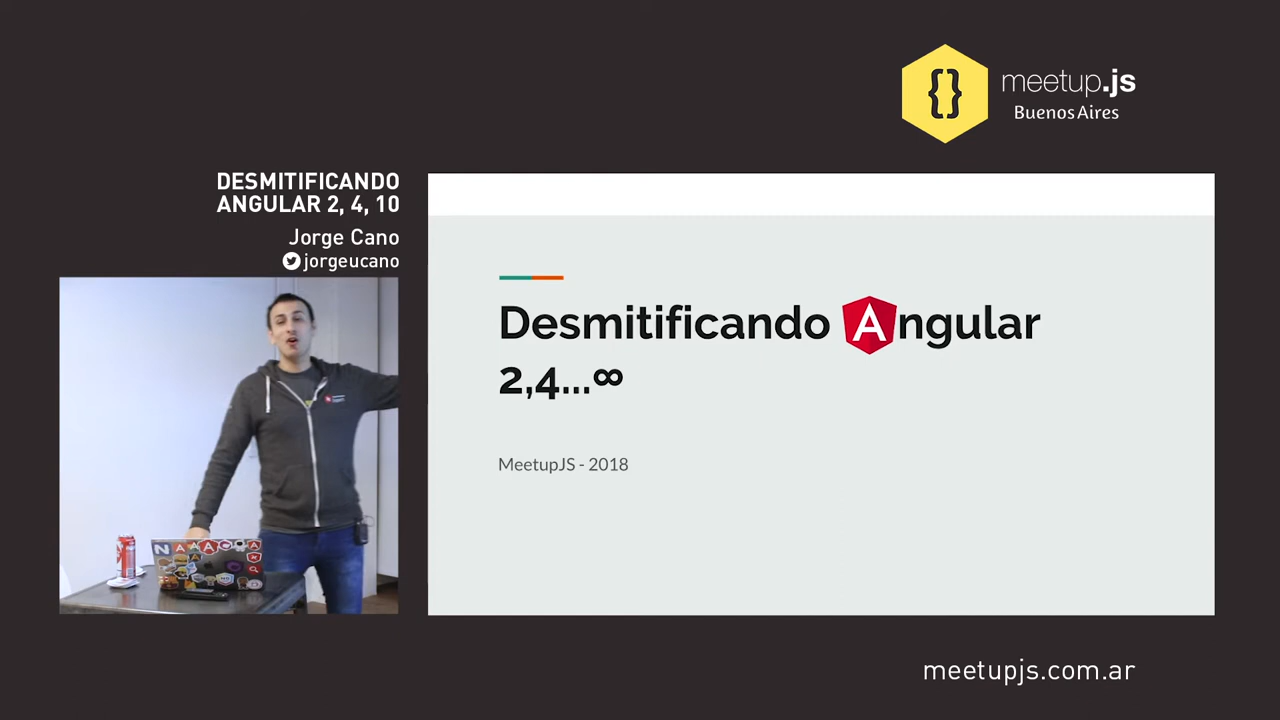 {} meetup.js
Buenos Aires
DESMITIFICANDO
ANGULAR 2, 4, 10
Jorge Cano
jorgeucano
Desmitificando Angular
2,4...∞
MeetupJS - 2018
N A A A A
meetupjs.com.ar